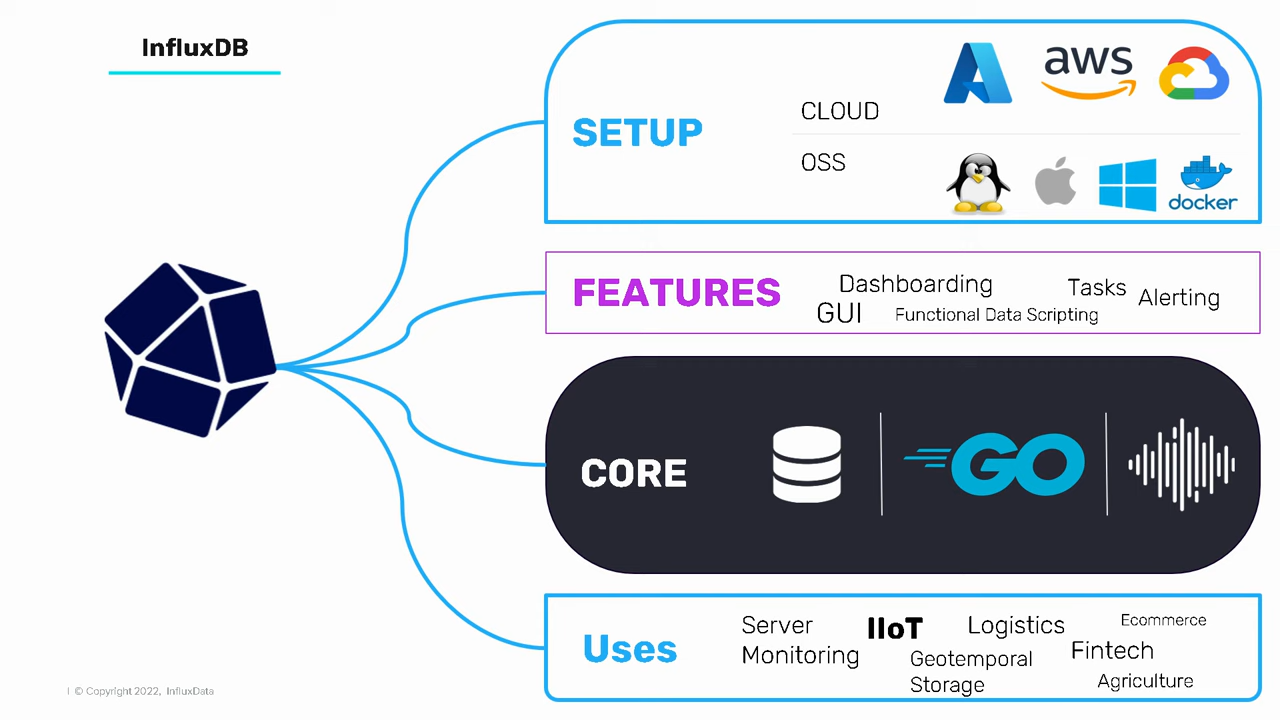 InfluxDB
SETUP
CLOUD
aws
OSS
docker
FEATURES
Dashboarding
Tasks
Alerting
GUI
Functional Data Scripting
CORE
GO
Uses
Server
Monitoring
IIoT
Logistics
Ecommerce
Geotemporal
Storage
Fintech
Agriculture
| © Copyright 2022, InfluxData